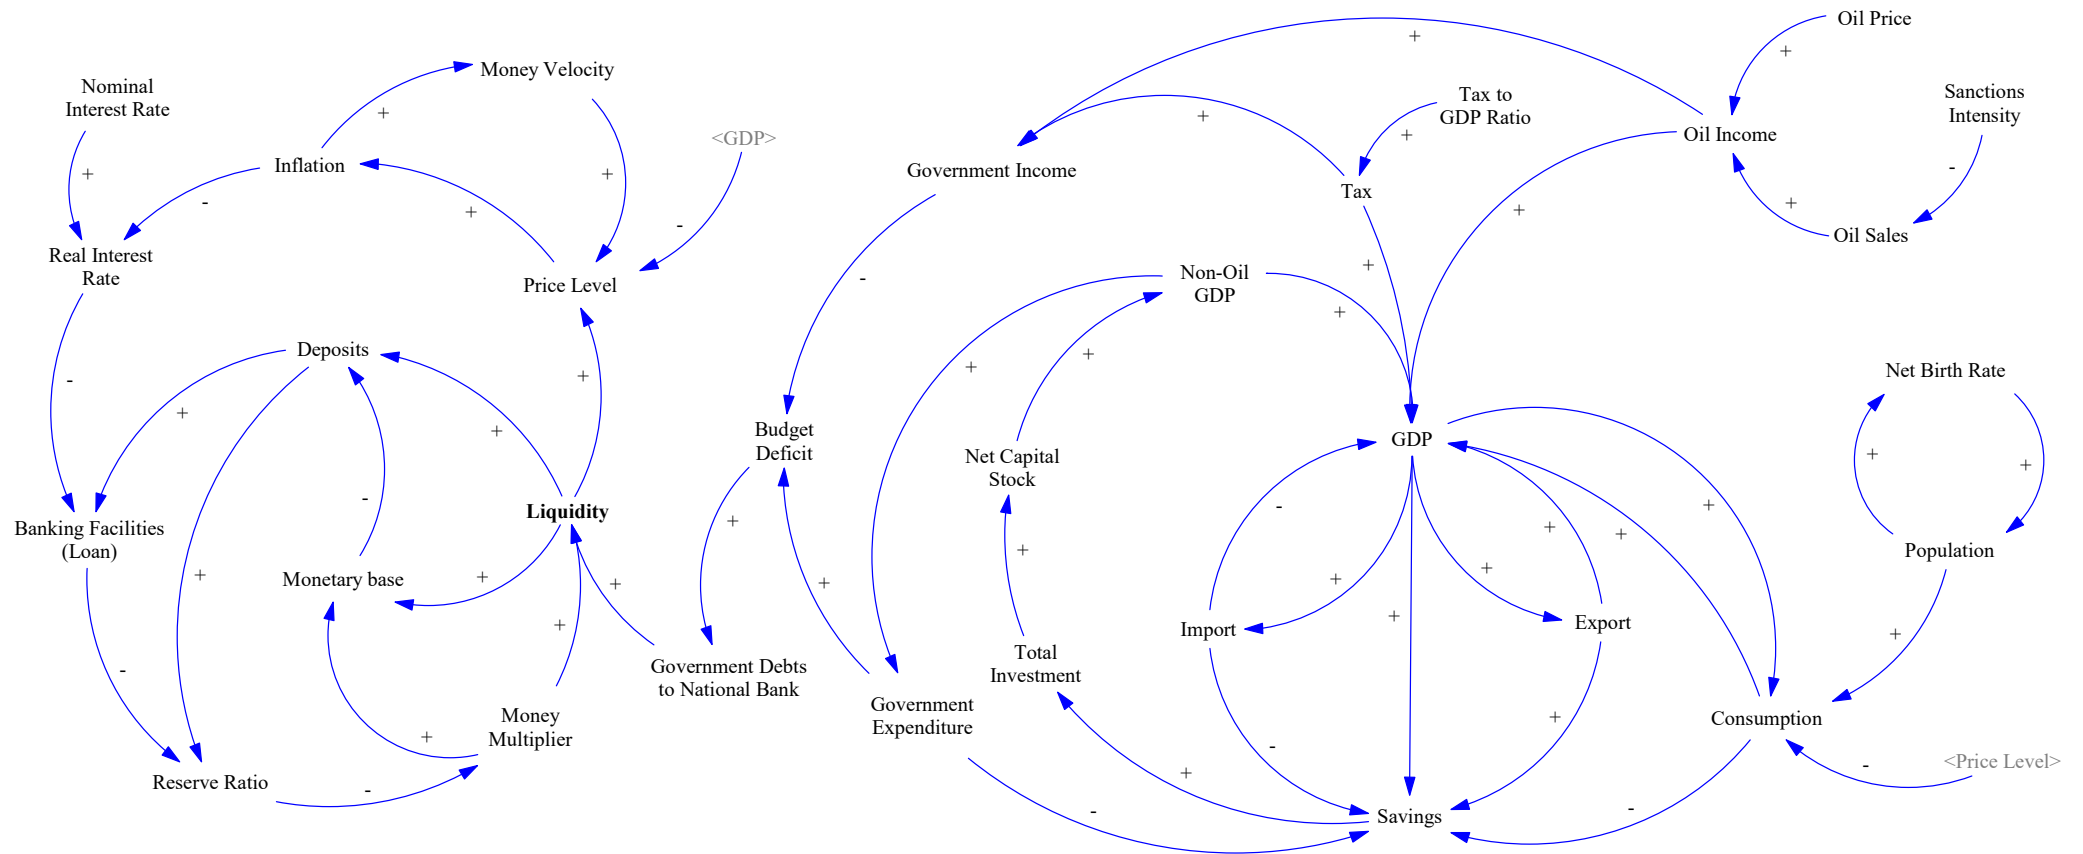 Oil Price
Nominal
Interest Rate
Money Velocity
Tax to
GDP Ratio
Sanctions
Intensity
<GDP>
Oil Income
Inflation
Government Income
Tax
Oil Sales
Real Interest
Rate
Price Level
Non-Oil
GDP
Deposits
Net Birth Rate
Budget
Deficit
GDP
Net Capital
Stock
Liquidity
Banking Facilities
(Loan)
Population
Monetary base
Import
Export
Government Debts
to National Bank
Total
Investment
Government
Expenditure
Money
Multiplier
Consumption
<Price Level>
Reserve Ratio
Savings